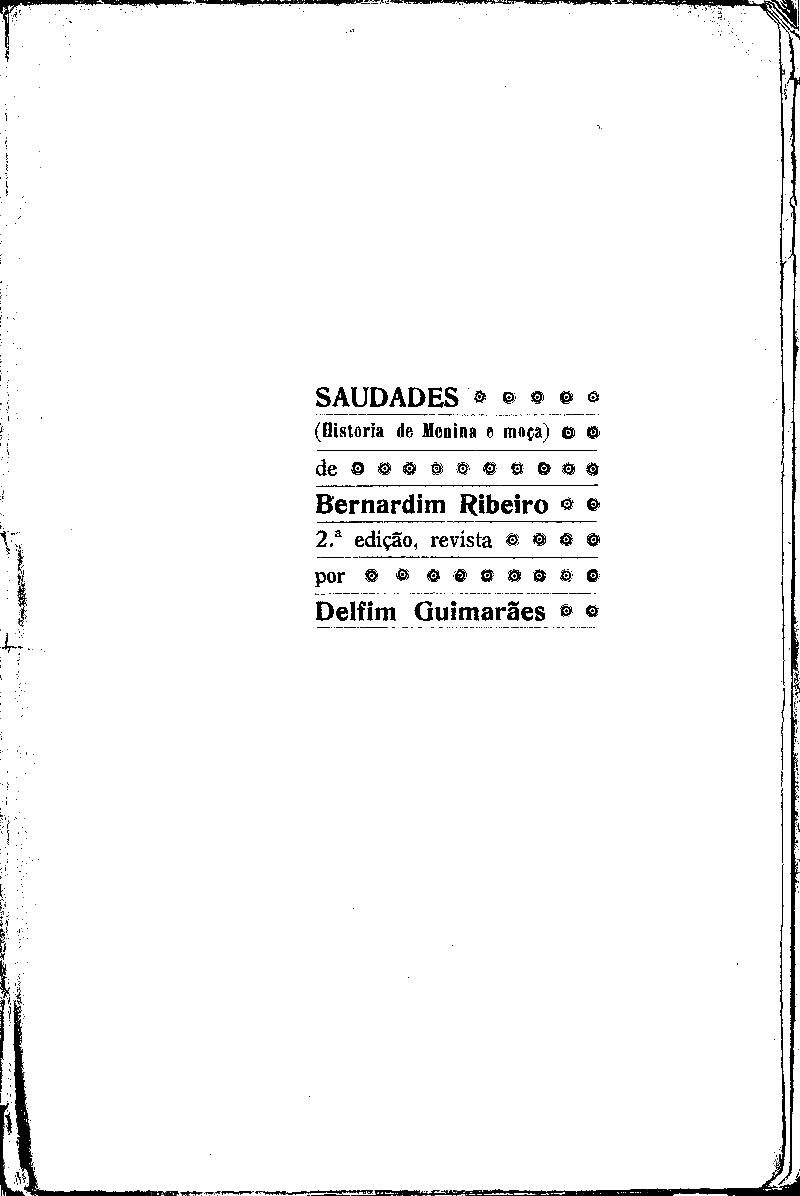 SAUDADES
(Historia de Menina e moça)
de
Bernardim Ribeiro
2.ª edição, revista
por
Delfim Guimarães